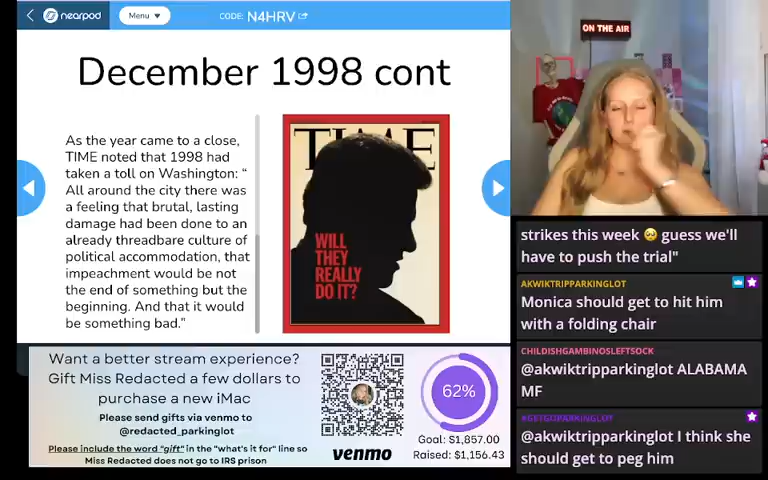 nearpod
Menu ▼
CODE: N4HRV
ON THE AIR
December 1998 cont
As the year came to a close,
TIME noted that 1998 had
taken a toll on Washington: “
All around the city there was
a feeling that brutal, lasting
damage had been done to an
already threadbare culture of
political accommodation, that
impeachment would be not
the end of something but the
beginning. And that it would
be something bad.”
TIME
WILL
THEY
REALLY
DO IT?
strikes this week 🥺 guess we'll
have to push the trial"
AKWIKTRIPPARKINGLOT
Monica should get to hit him
with a folding chair
CHILDISHGAMBINOSLEFTSOCK
@akwiktripparkinglot ALABAMA
MF
@akwiktripparkinglot I think she
should get to peg him
Want a better stream experience?
Gift Miss Redacted a few dollars to
purchase a new iMac
Please send gifts via venmo to
@redacted_parkinglot
Please include the word "gift" in the "what's it for" line so
Miss Redacted does not go to IRS prison
venmo
62%
Goal: $1,857.00
Raised: $1,156.43